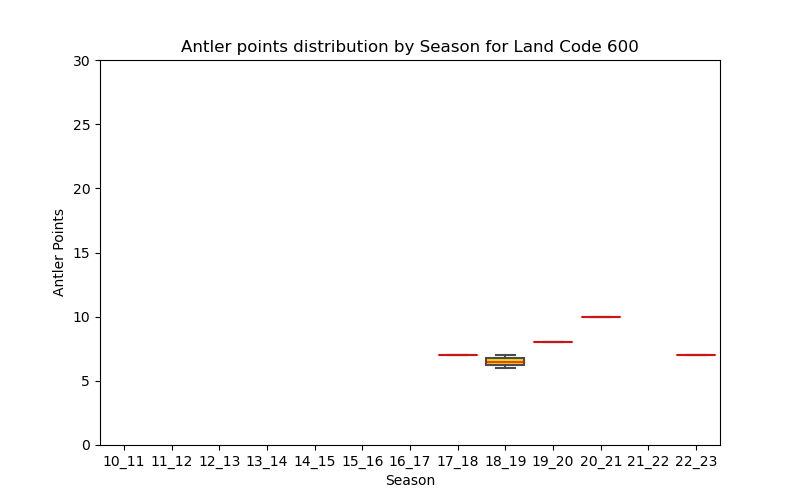 Antler points distribution by Season for Land Code 600
30
25
20
15
10
5
0
Antler Points
10_11 11_12 12_13 13_14 14_15 15_16 16_17 17_18 18_19 19_20 20_21 21_22 22_23
Season